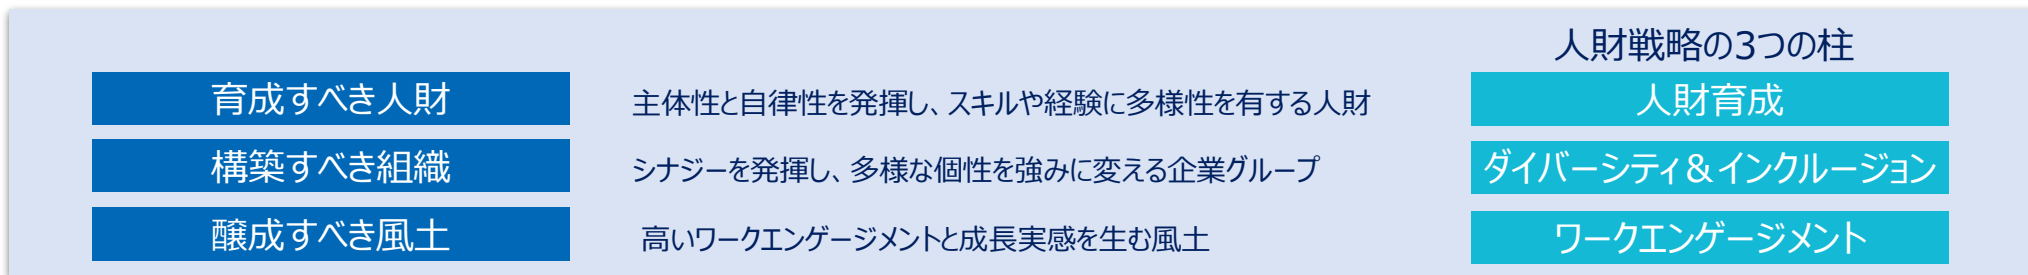 人財戦略の3つの柱
育成すべき人財 主体性と自律性を発揮し、スキルや経験に多様性を有する人財 人財育成
構築すべき組織 シナジーを発揮し、多様な個性を強みに変える企業グループ ダイバーシティ&インクルージョン
醸成すべき風土 高いワークエンゲージメントと成長実感を生む風土 ワークエンゲージメント